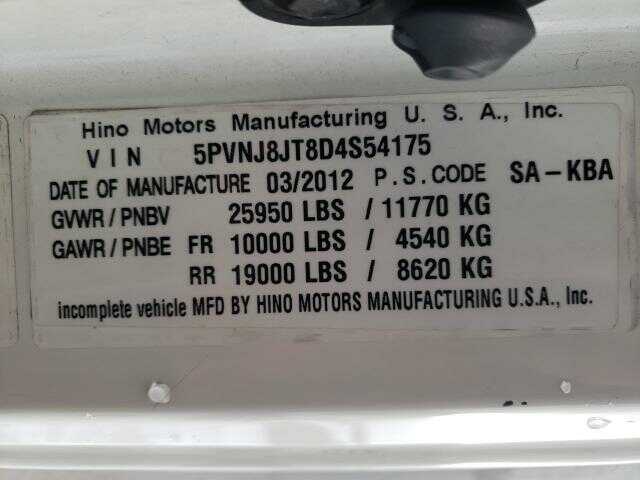 Hino Motors Manufacturing U. S. A., Inc.
VIN 5PVNJ8JT8D4S54175
DATE OF MANUFACTURE 03/2012 P.S.CODE SA-KBA
GVWR / PNBV 25950 LBS / 11770 KG
GAWR / PNBE FR 10000 LBS / 4540 KG
RR 19000 LBS / 8620 KG
incomplete vehicle MFD BY HINO MOTORS MANUFACTURING U.S.A., Inc.